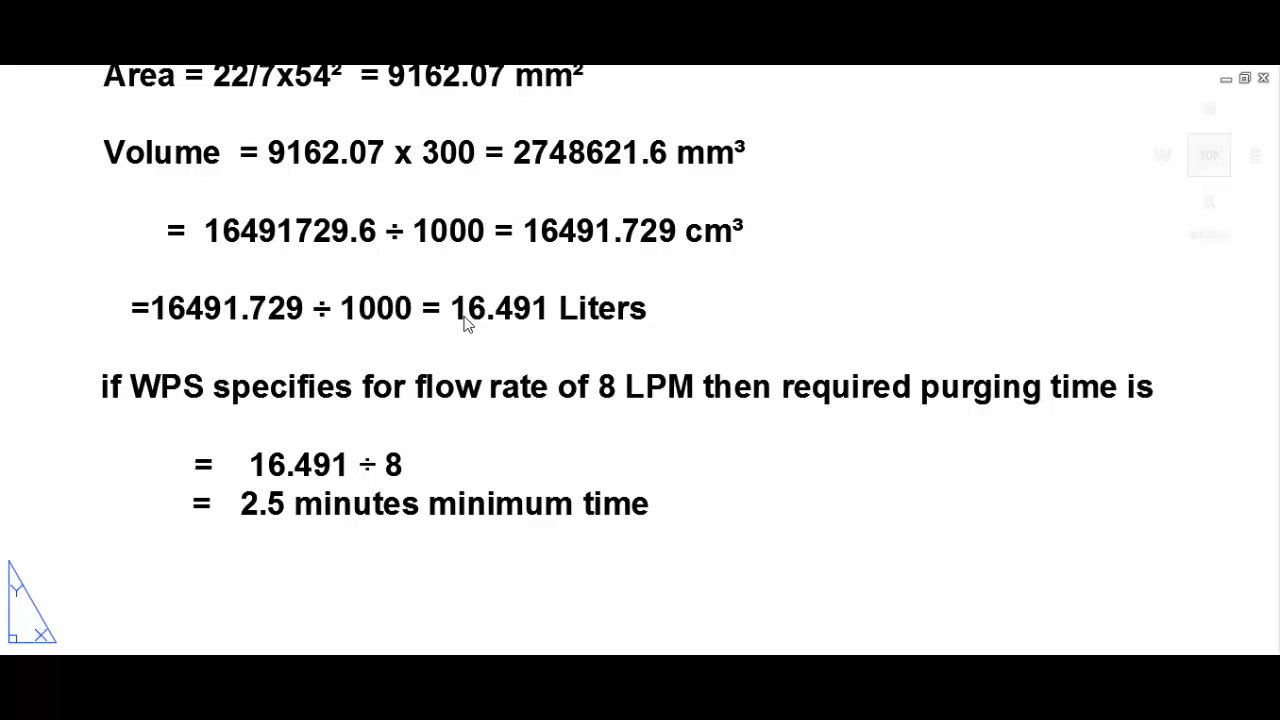 Area = 22/7x54² = 9162.07 mm²
Volume = 9162.07 x 300 = 2748621.6 mm³
= 16491729.6 ÷ 1000 = 16491.729 cm³
=16491.729 ÷ 1000 = 16.491 Liters
if WPS specifies for flow rate of 8 LPM then required purging time is
= 16.491 ÷ 8
= 2.5 minutes minimum time
W TOP E
S
Y
X